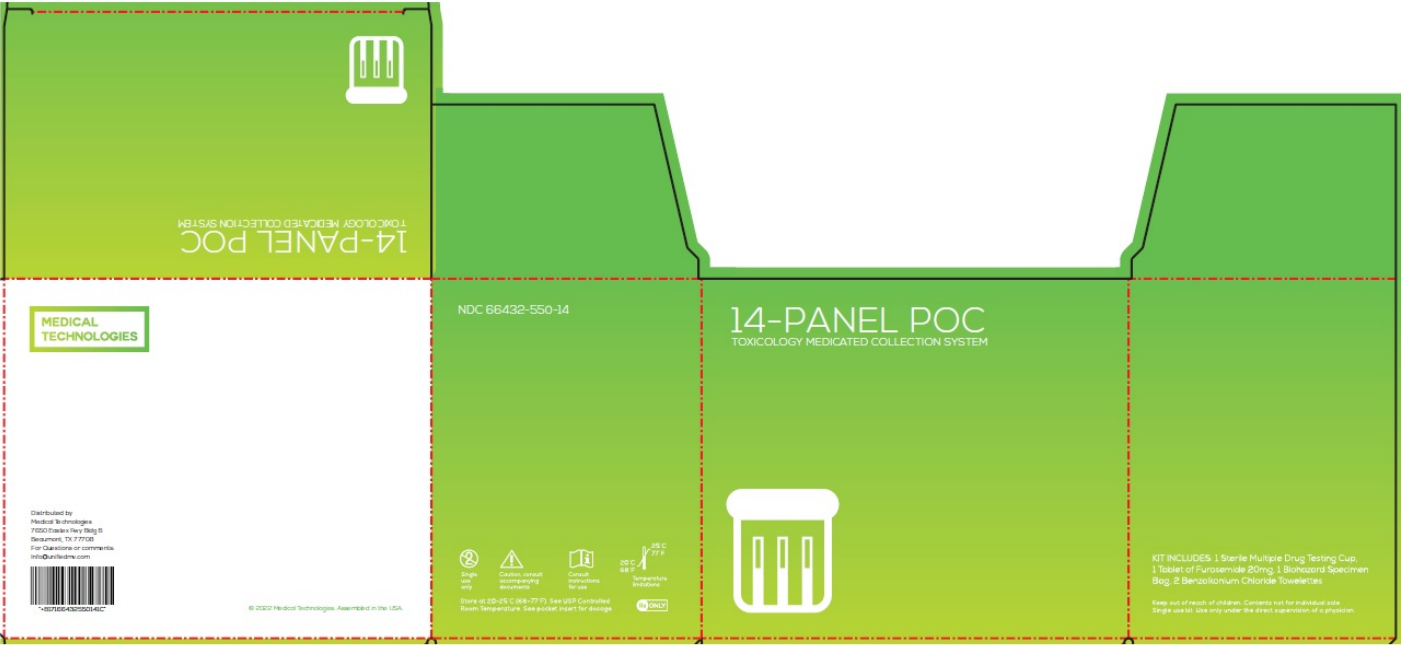 14-PANEL POC
TOXICOLOGY MEDICATED COLLECTION SYSTEM
MEDICAL
TECHNOLOGIES
Distributed by
Medical Technologies
7650 Eastex Fwy Bldg B
Beaumont, TX 77708
For Questions or comments:
info@unifiedmv.com
© 2022 Medical Technologies. Assembled in the USA.
NDC 66432-550-14
Single
use
only
Caution, consult
accompanying
documents
Consult
instructions
for use
25°C
77°F
20°C
68°F
Temperature
limitations
Store at 20-25°C (68-77°F). See USP Controlled
Room Temperature. See packet insert for dosage.
Rx ONLY
14-PANEL POC
TOXICOLOGY MEDICATED COLLECTION SYSTEM
KIT INCLUDES: 1 Sterile Multiple Drug Testing Cup,
1 Tablet of Furosemide 20mg, 1 Biohazard Specimen
Bag, 2 Benzalkonium Chloride Towelettes
Keep out of reach of children. Contents not for individual sale.
Single use kit. Use only under the direct supervision of a physician.